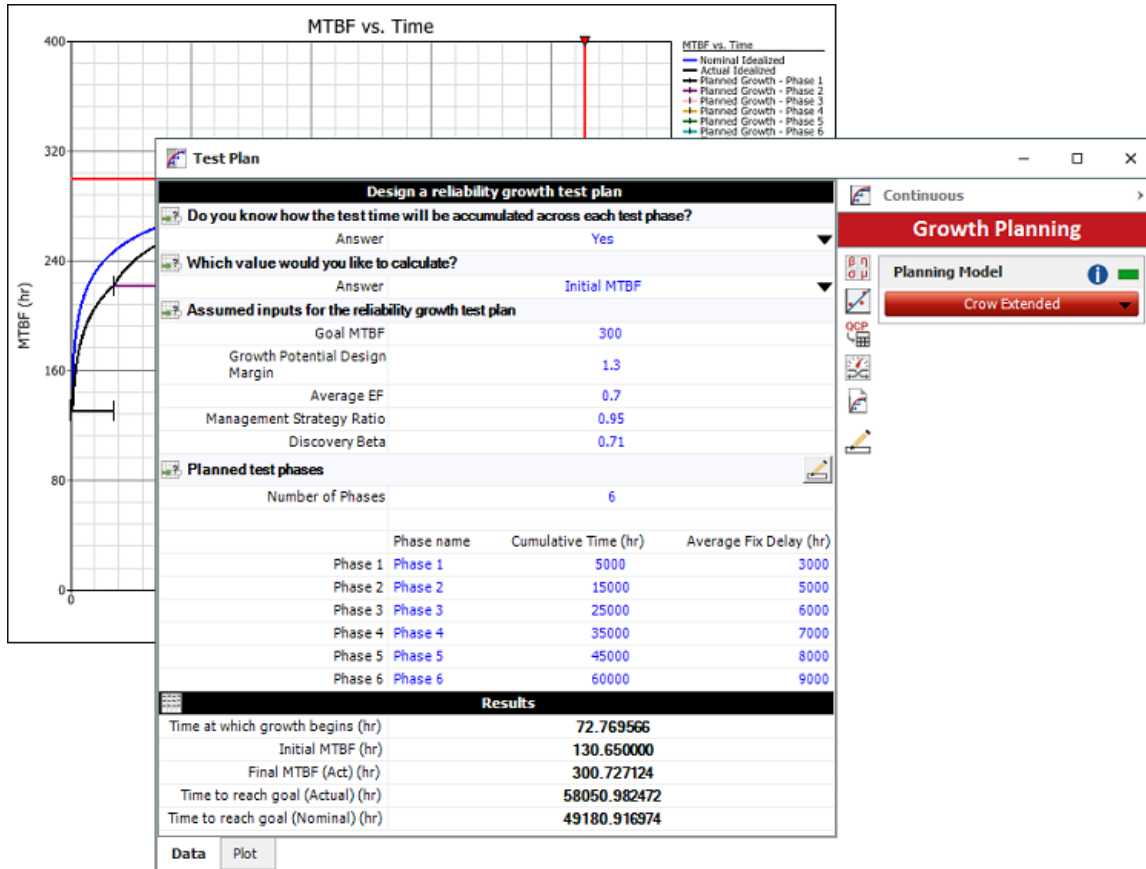 MTBF vs. Time
400
320
240
160
80
0
0
MTBF (hr)
MTBF vs. Time
Nominal Idealized
Actual Idealized
Planned Growth - Phase 1
Planned Growth - Phase 2
Planned Growth - Phase 3
Planned Growth - Phase 4
Planned Growth - Phase 5
Planned Growth - Phase 6
Test Plan
Design a reliability growth test plan
Do you know how the test time will be accumulated across each test phase?
Answer Yes
Which value would you like to calculate?
Answer Initial MTBF
Assumed inputs for the reliability growth test plan
Goal MTBF 300
Growth Potential Design
Margin 1.3
Average EF 0.7
Management Strategy Ratio 0.95
Discovery Beta 0.71
Planned test phases
Number of Phases 6
Phase name Cumulative Time (hr) Average Fix Delay (hr)
Phase 1 Phase 1 5000 3000
Phase 2 Phase 2 15000 5000
Phase 3 Phase 3 25000 6000
Phase 4 Phase 4 35000 7000
Phase 5 Phase 5 45000 8000
Phase 6 Phase 6 60000 9000
Results
Time at which growth begins (hr) 72.769566
Initial MTBF (hr) 130.650000
Final MTBF (Act) (hr) 300.727124
Time to reach goal (Actual) (hr) 58050.982472
Time to reach goal (Nominal) (hr) 49180.916974
Data Plot
Continuous
Growth Planning
β η
σ μ
QCP
Planning Model
Crow Extended